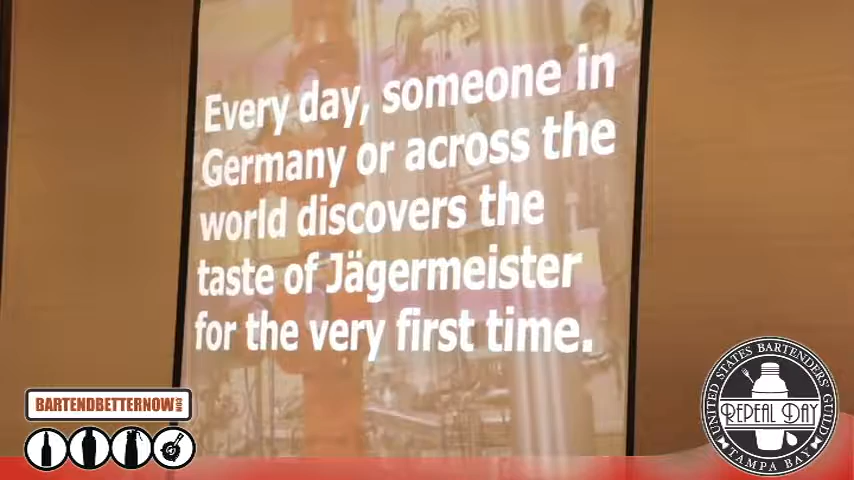 Every day, someone in
Germany or across the
world discovers the
taste of Jägermeister
for the very first time.
BARTENDBETTERNOW.COM
UNITED STATES BARTENDERS' GUILD
REPEAL DAY
TAMPA BAY